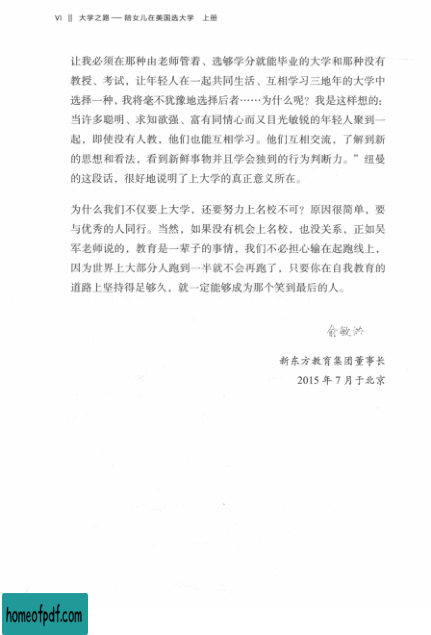 VI || 大学之路 — 陪女儿在美国选大学 上册
让我必须在那种由老师管着、选够学分就能毕业的大学和那种没有
教授、考试，让年轻人在一起共同生活、互相学习三地年的大学中
选择一种，我将毫不犹豫地选择后者……为什么呢？我是这样想的：
当许多聪明、求知欲强、富有同情心而又目光敏锐的年轻人聚到一
起，即使没有人教，他们也能互相学习。他们互相交流，了解到新
的思想和看法，看到新鲜事物并且学会独到的行为判断力。”纽曼
的这段话，很好地说明了上大学的真正意义所在。
为什么我们不仅要上大学，还要努力上名校不可？原因很简单，要
与优秀的人同行。当然，如果没有机会上名校，也没关系，正如吴
军老师说的，教育是一辈子的事情，我们不必担心输在起跑线上，
因为世界上大部分人跑到一半就不会再跑了，只要你在自我教育的
道路上坚持得足够久，就一定能够成为那个笑到最后的人。
俞敏洪
新东方教育集团董事长
2015 年 7 月于北京
homeofpdf.com